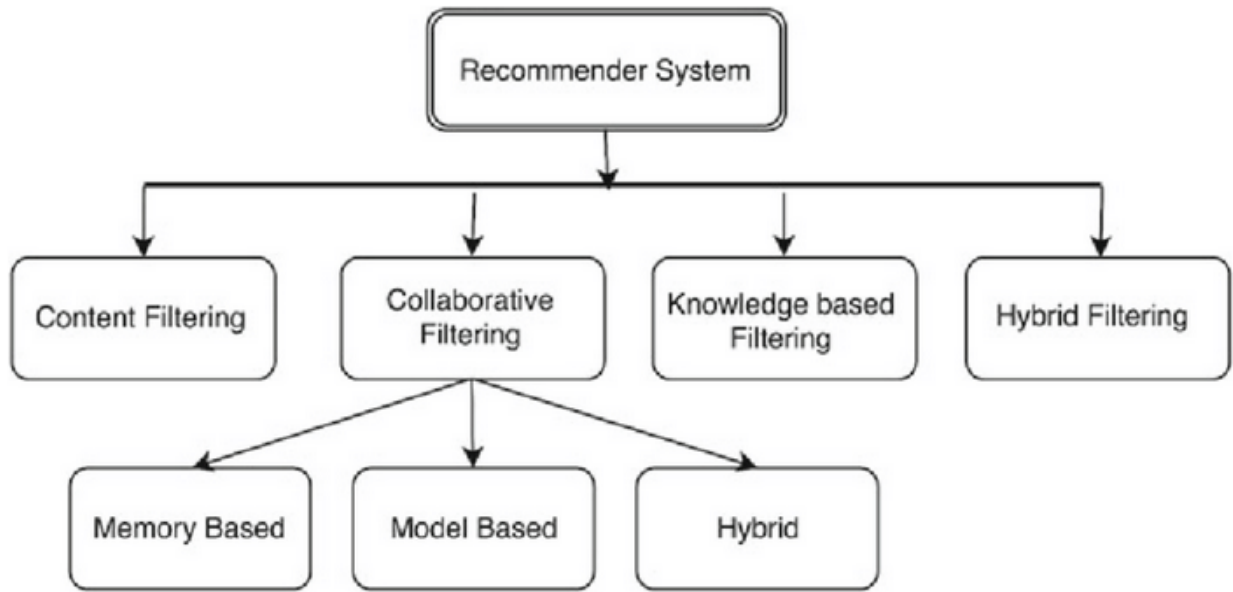 Recommender System
Content Filtering
Collaborative
Filtering
Knowledge based
Filtering
Hybrid Filtering
Memory Based
Model Based
Hybrid